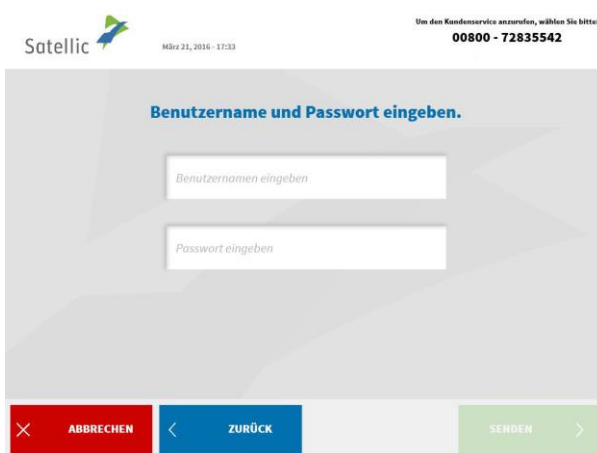 Um den Kundenservice anzurufen, wählen Sie bitte
00800 - 72835542
Satellic
März 21, 2016 - 17:33
Benutzername und Passwort eingeben.
Benutzernamen eingeben
Passwort eingeben
ABBRECHEN
ZURÜCK
SENDEN